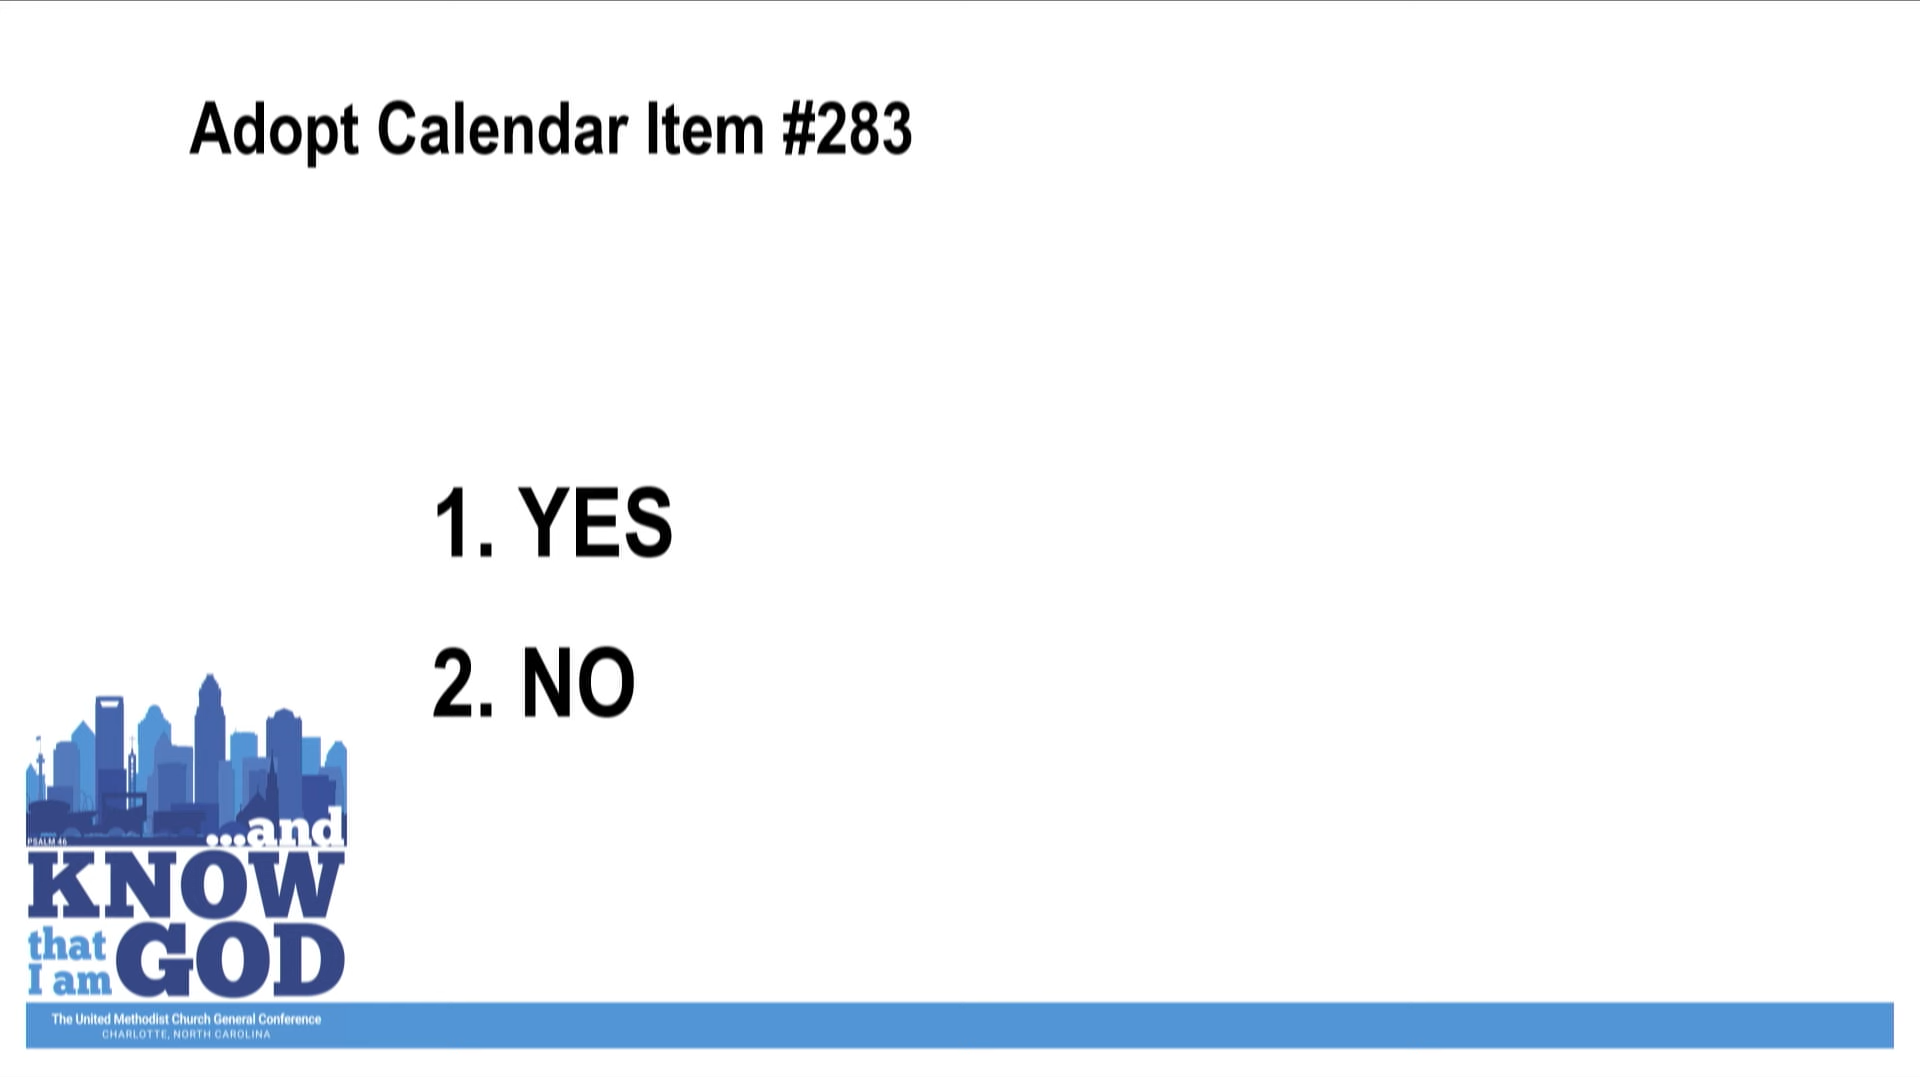 Adopt Calendar Item #283
1. YES
2. NO
PSALM 46
...and
KNOW
that
I am
GOD
The United Methodist Church General Conference
CHARLOTTE, NORTH CAROLINA